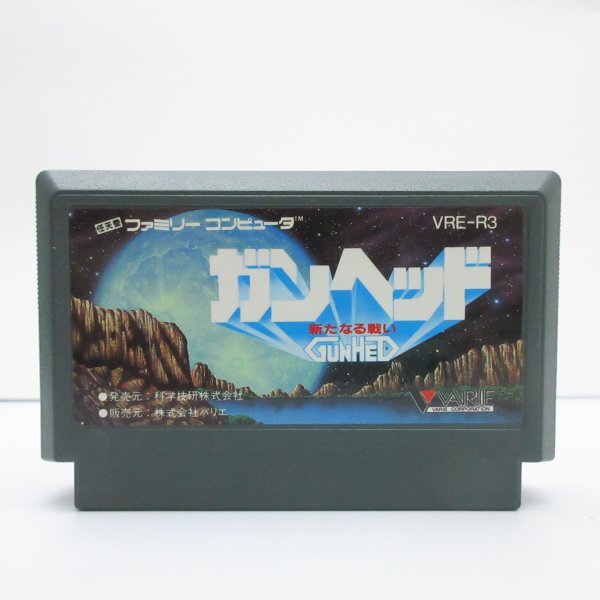 任天堂 ファミリーコンピュータ™ VRE-R3
ガンヘッド
新たなる戦い
GUNHED
●発売元：科学技研株式会社
●販売元：株式会社バリエ
VARIE
VARIE CORPORATION